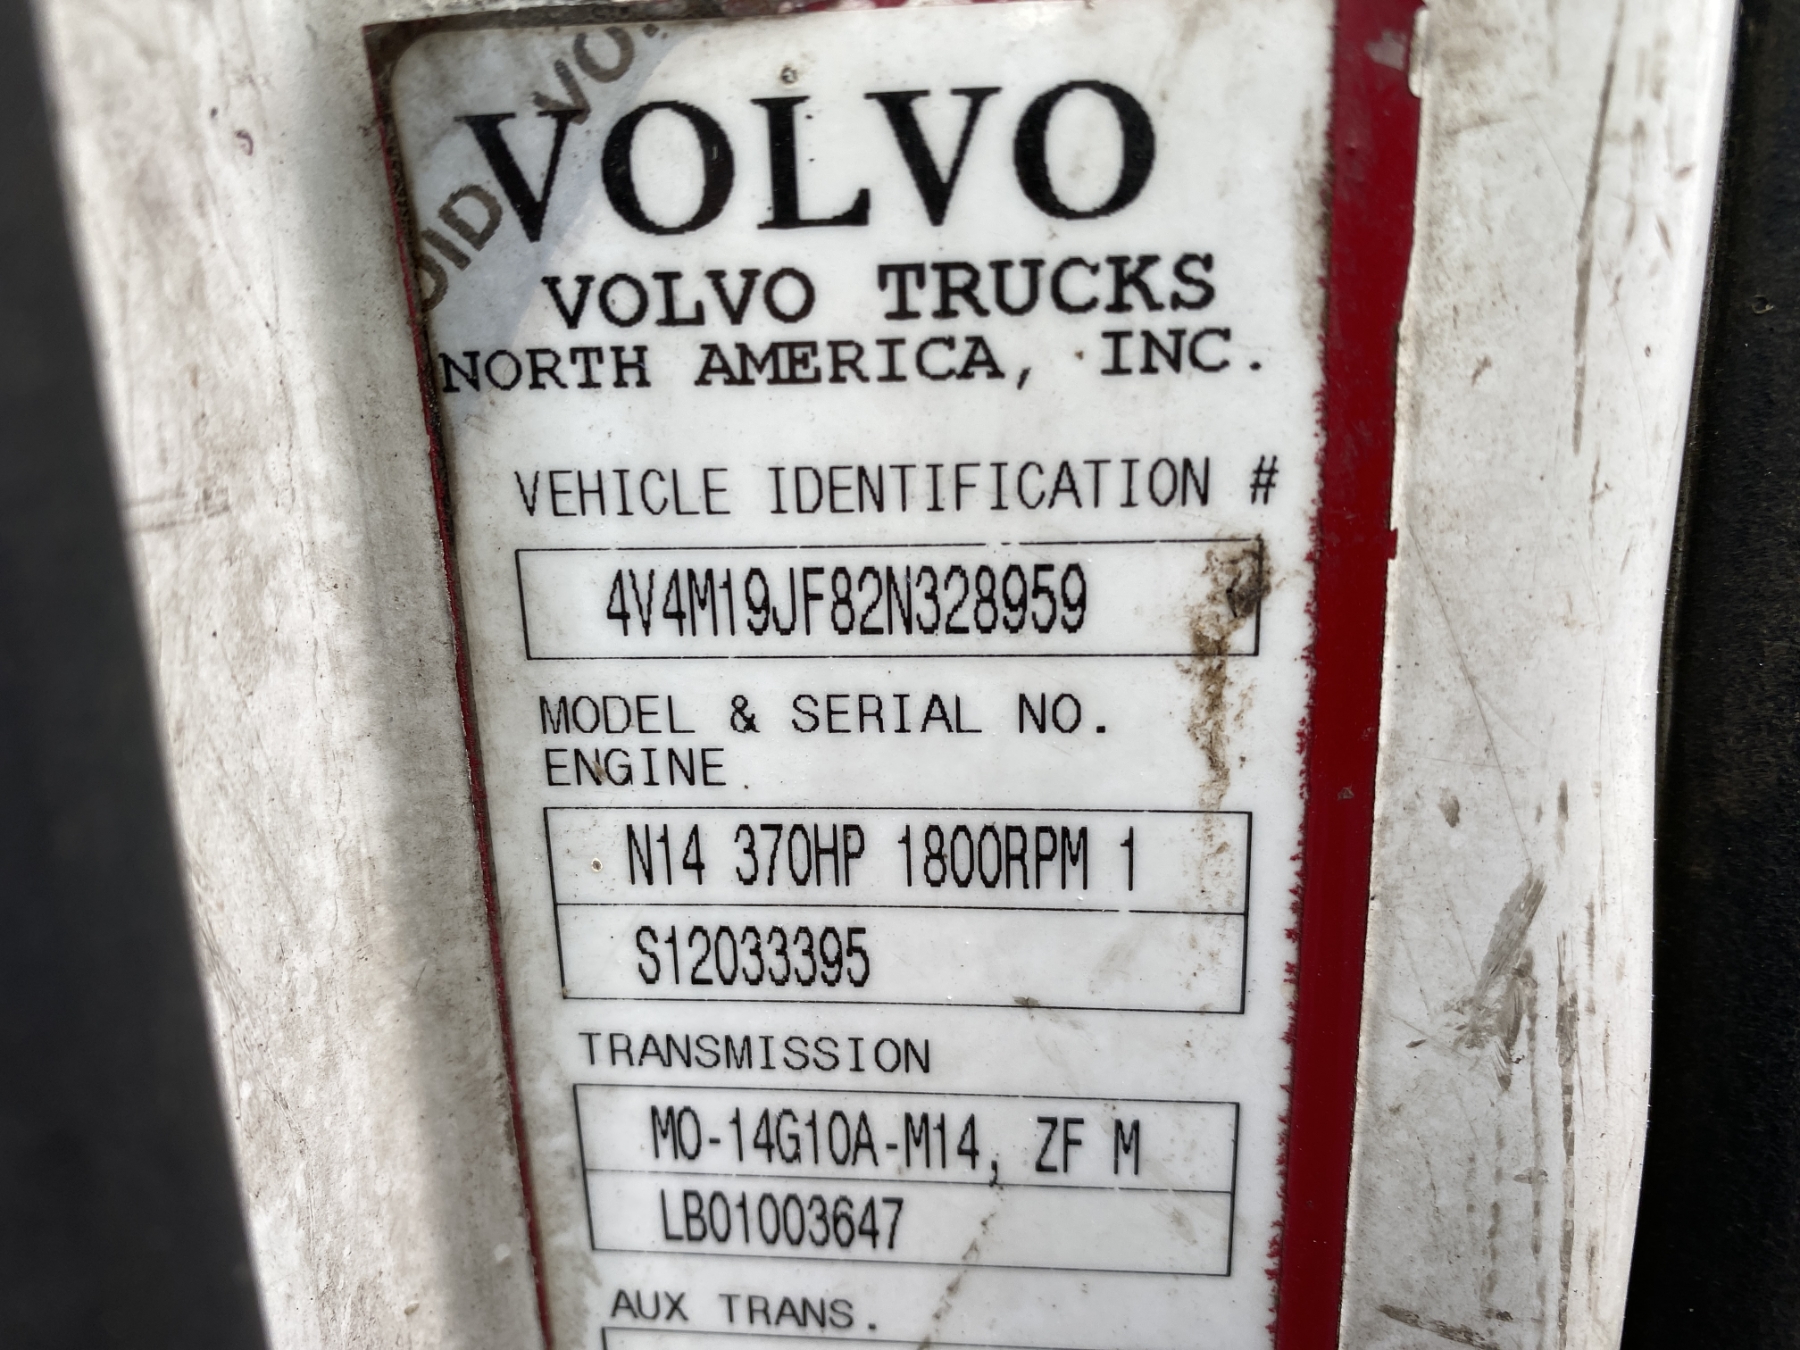 VOLVO
VOLVO TRUCKS
NORTH AMERICA, INC.
VEHICLE IDENTIFICATION #
4V4M19JF82N328959
MODEL & SERIAL NO.
ENGINE
N14 370HP 1800RPM 1
S12033395
TRANSMISSION
MO-14G10A-M14, ZF M
LB01003647
AUX TRANS.